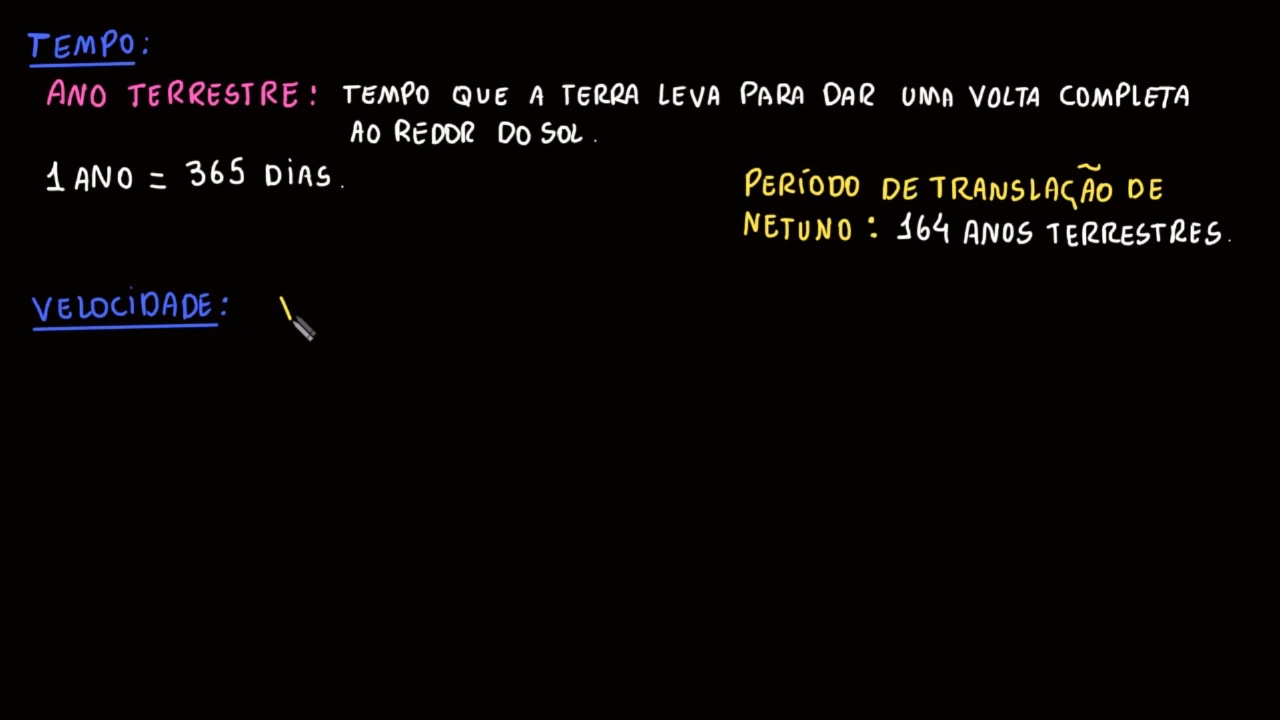 TEMPO:
ANO TERRESTRE: TEMPO QUE A TERRA LEVA PARA DAR UMA VOLTA COMPLETA
AO REDOR DO SOL.
1 ANO = 365 DIAS.
PERÍODO DE TRANSLAÇÃO DE
NETUNO: 164 ANOS TERRESTRES.
VELOCIDADE: